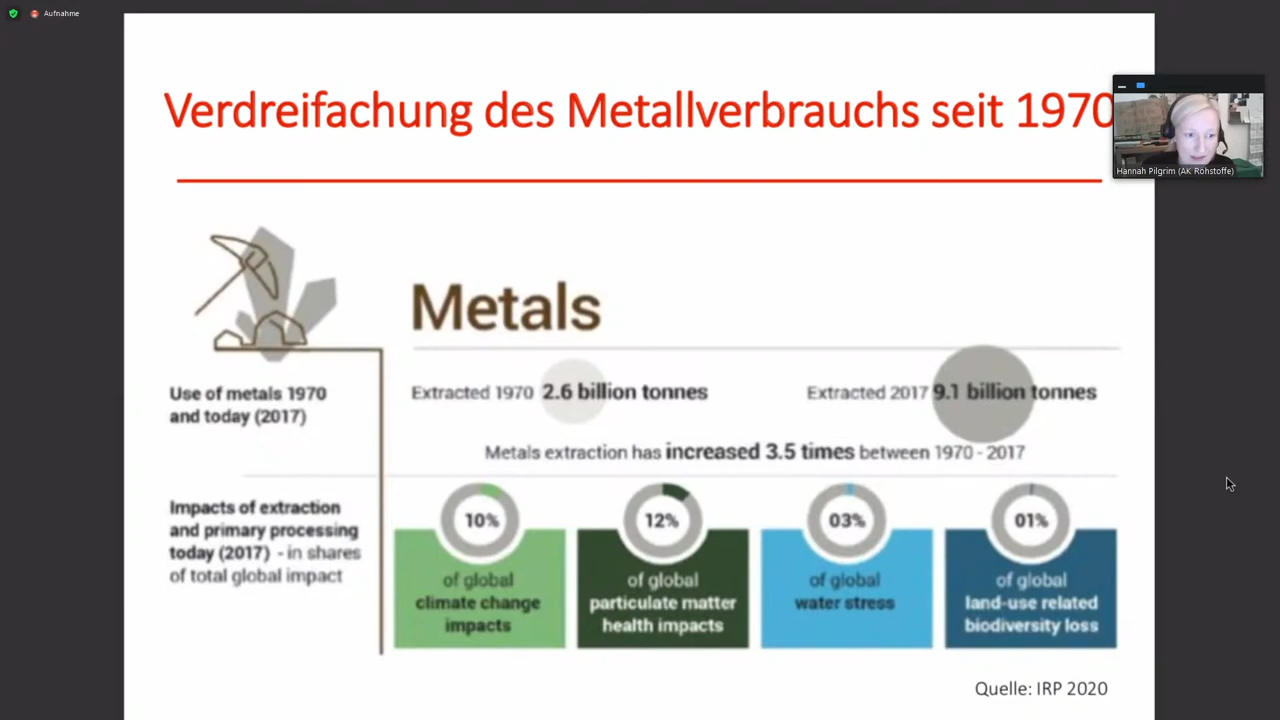 Aufnahme
Verdreifachung des Metallverbrauchs seit 1970
Hannah Pilgrim (AK Rohstoffe)
Metals
Use of metals 1970
and today (2017)
Extracted 1970 2.6 billion tonnes
Extracted 2017 9.1 billion tonnes
Metals extraction has increased 3.5 times between 1970 - 2017
Impacts of extraction
and primary processing
today (2017) - in shares
of total global impact
10%
of global
climate change
impacts
12%
of global
particulate matter
health impacts
03%
of global
water stress
01%
of global
land-use related
biodiversity loss
Quelle: IRP 2020